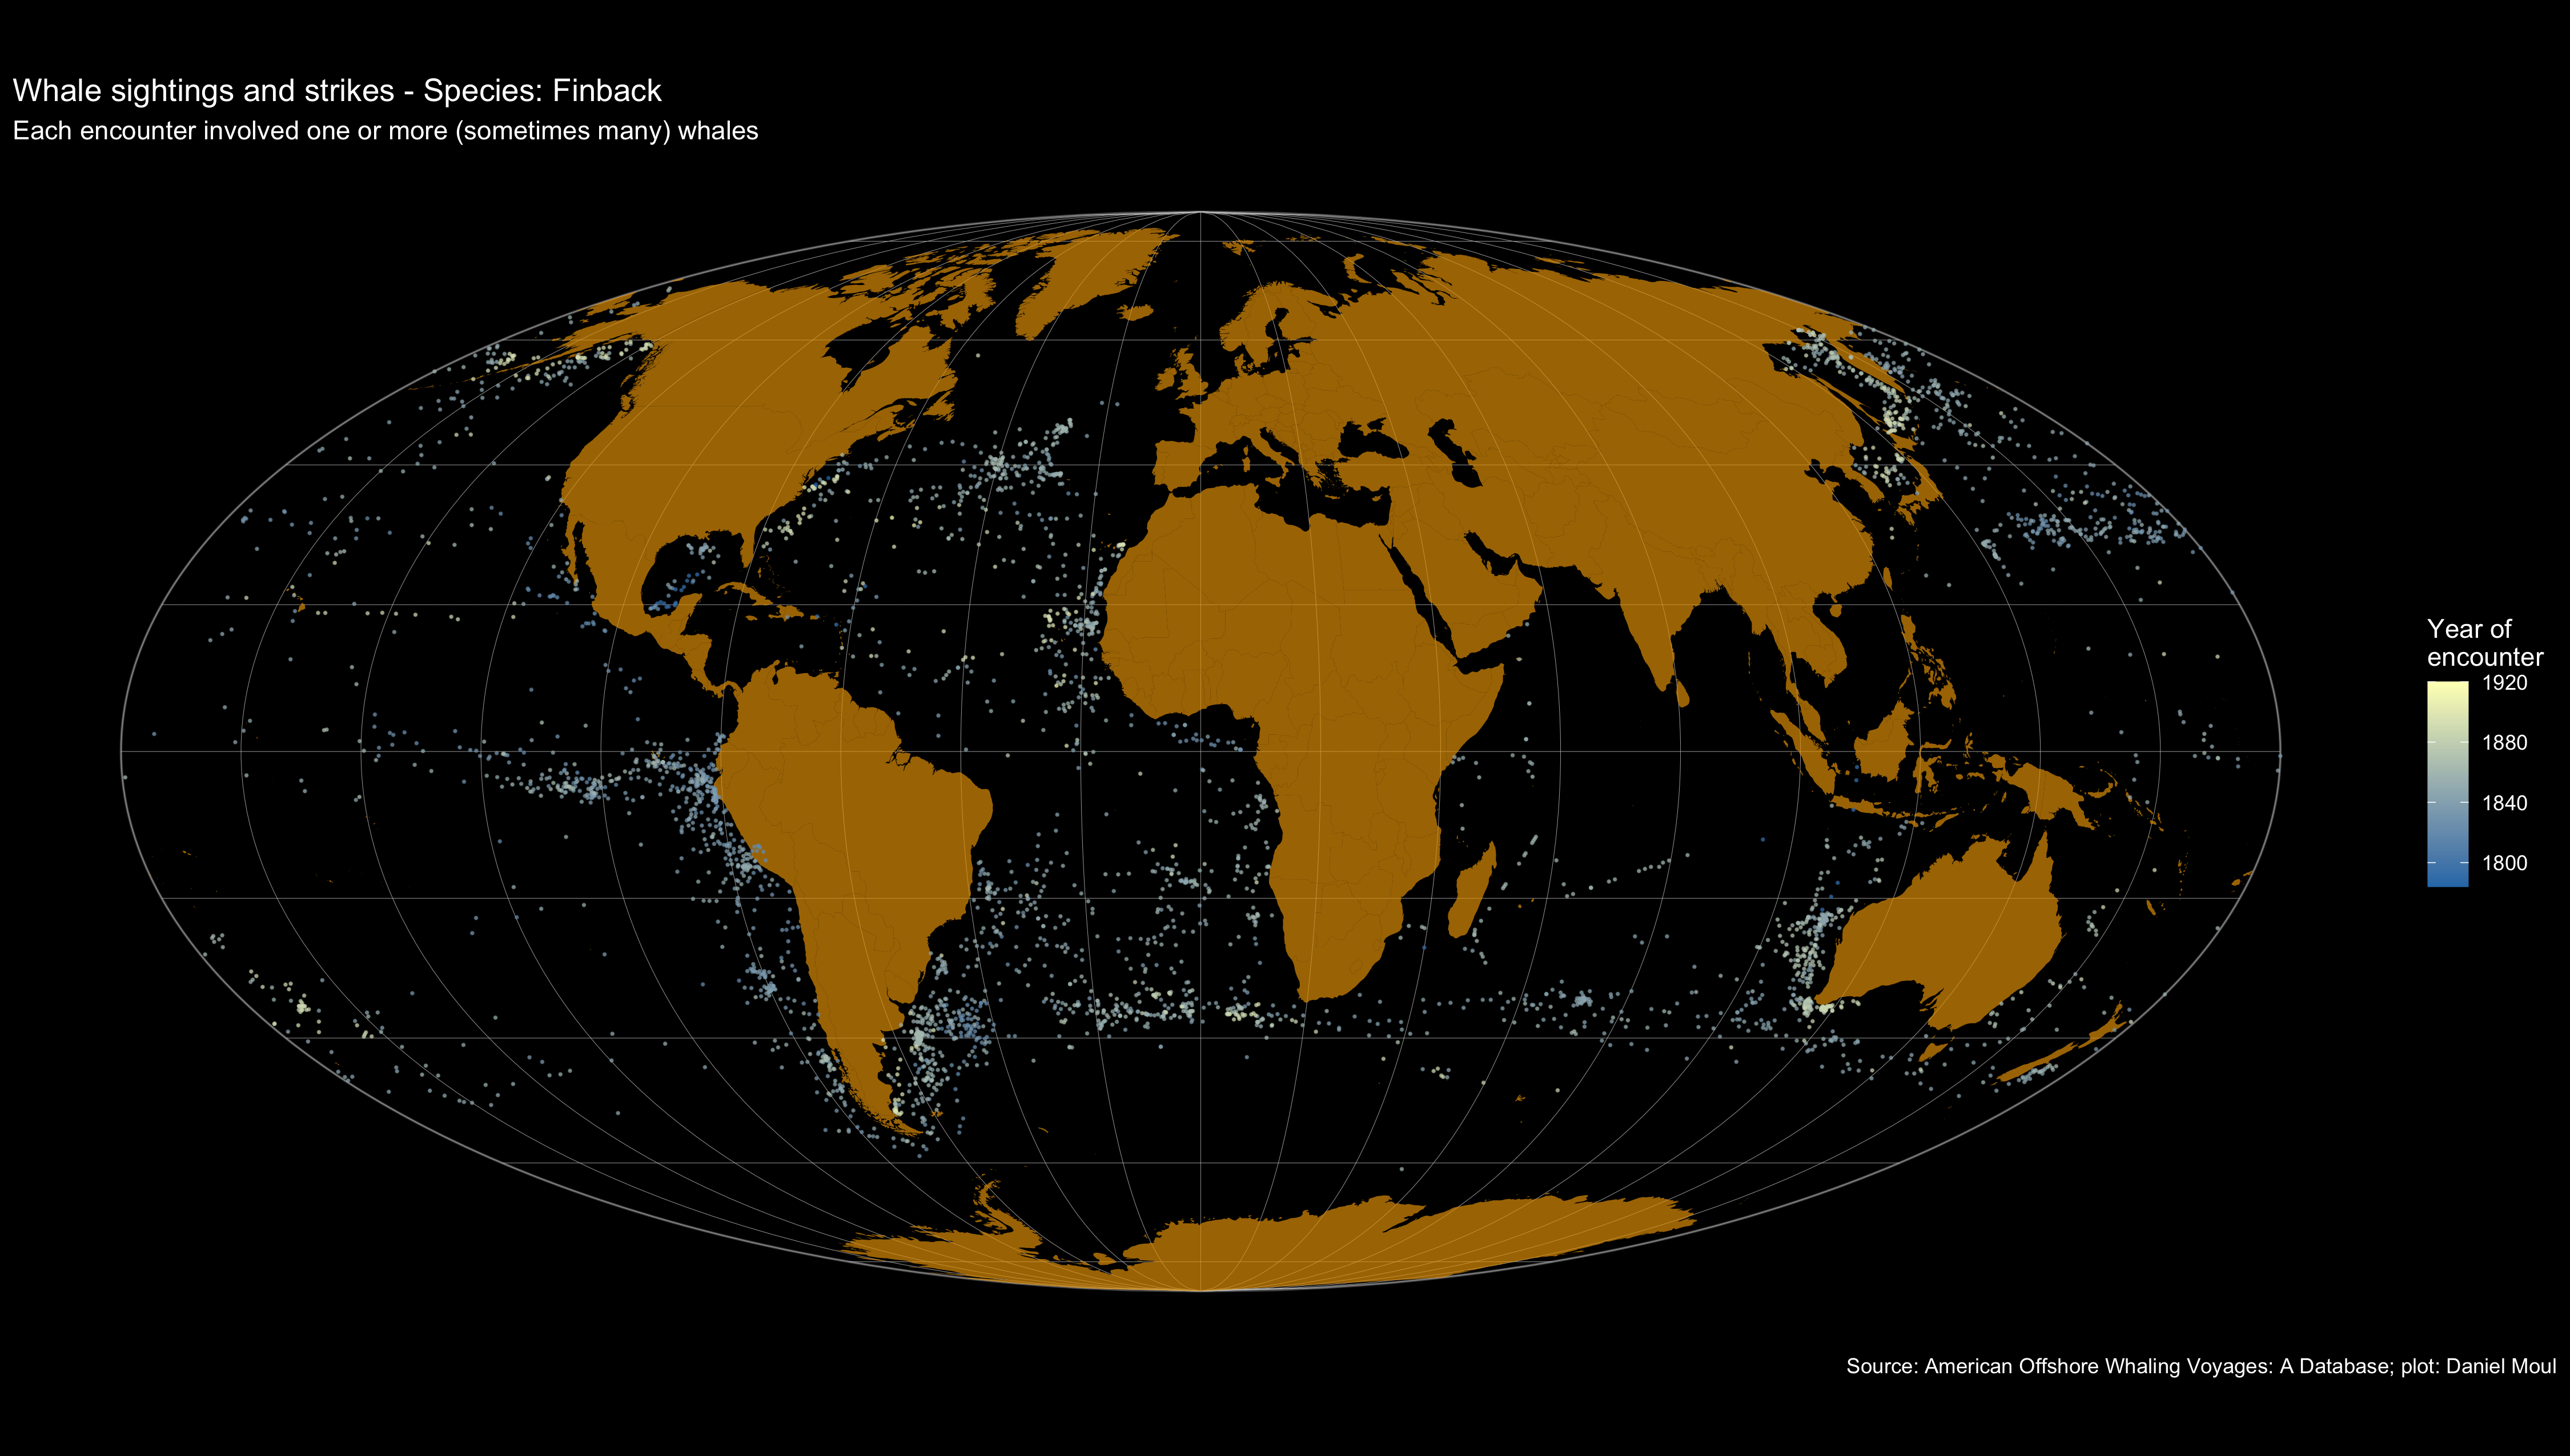 Whale sightings and strikes - Species: Finback
Each encounter involved one or more (sometimes many) whales
Year of
encounter
1920
1880
1840
1800
Source: American Offshore Whaling Voyages: A Database; plot: Daniel Moul